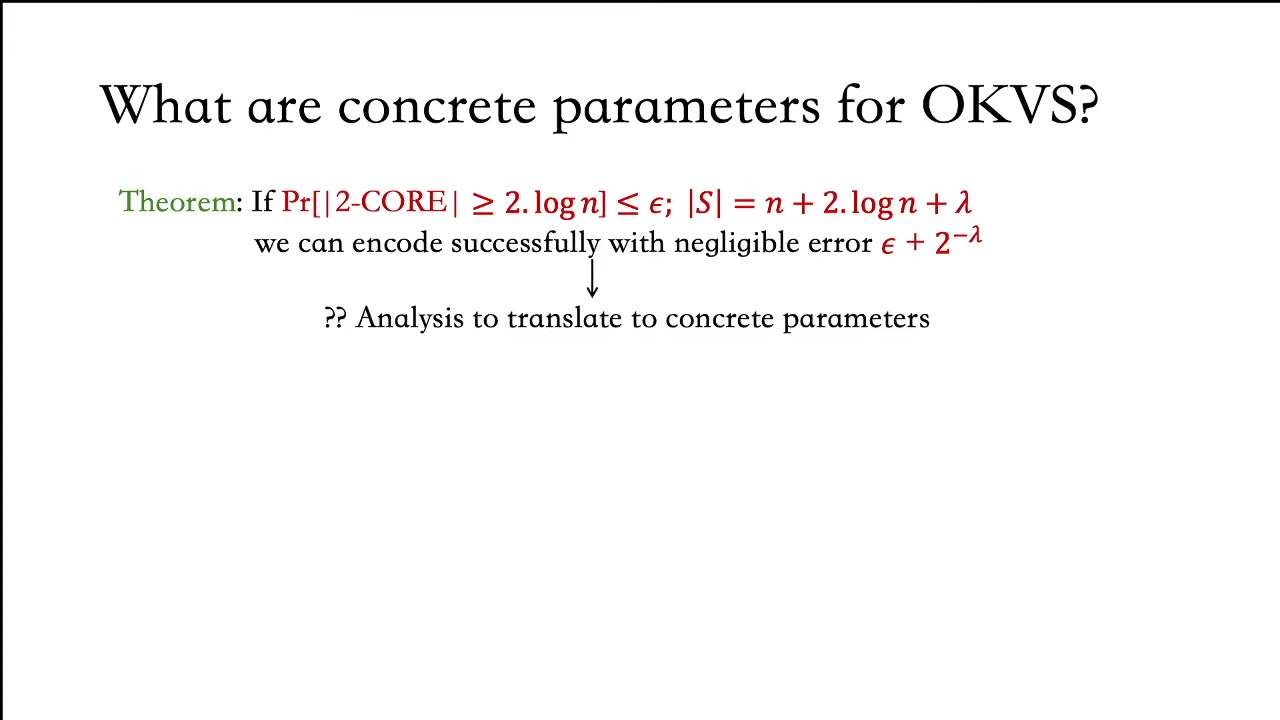 What are concrete parameters for OKVS?
Theorem: If Pr[|2-CORE| ≥ 2.log n] ≤ ϵ; |S| = n + 2.log n + λ
we can encode successfully with negligible error ϵ + 2^{−λ}
?? Analysis to translate to concrete parameters